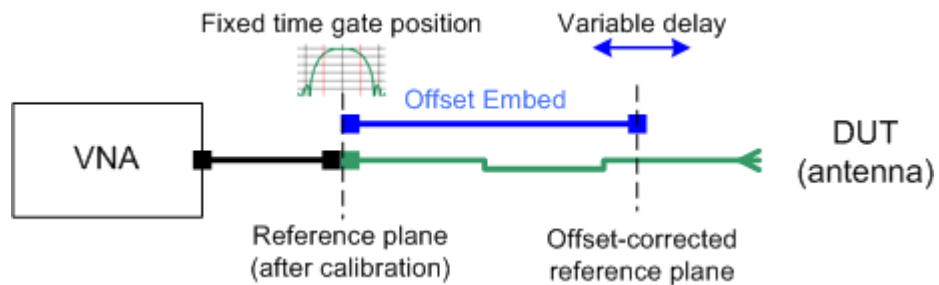 Fixed time gate position
Variable delay
Offset Embed
VNA
DUT
(antenna)
Reference plane
(after calibration)
Offset-corrected
reference plane